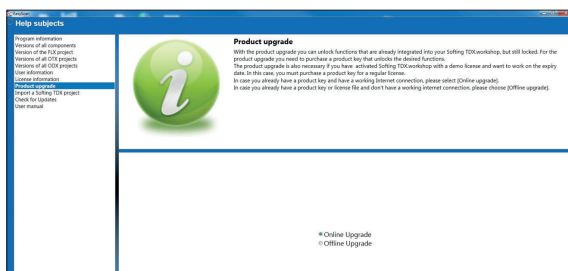 Help subjects
Program information
Versions of all components
Version of the FLX project
Versions of all OTX projects
Versions of all ODX projects
User information
License information
Product upgrade
Import a Softing TDX project
Check for Updates
User manual
Product upgrade
With the product upgrade you can unlock functions that are already integrated into your Softing TDX.workshop, but still locked. For the
product upgrade you need to purchase a product key that unlocks the desired functions.
The product upgrade is also necessary if you have activated Softing TDX.workshop with a demo license and want to work on the expiry
date. In this case, you must purchase a product key for a regular license.
In case you already have a product key and have a working Internet connection, please select [Online upgrade].
In case you already have a product key or license file and don't have a working internet connection, please choose [Offline upgrade].
Online Upgrade
Offline Upgrade